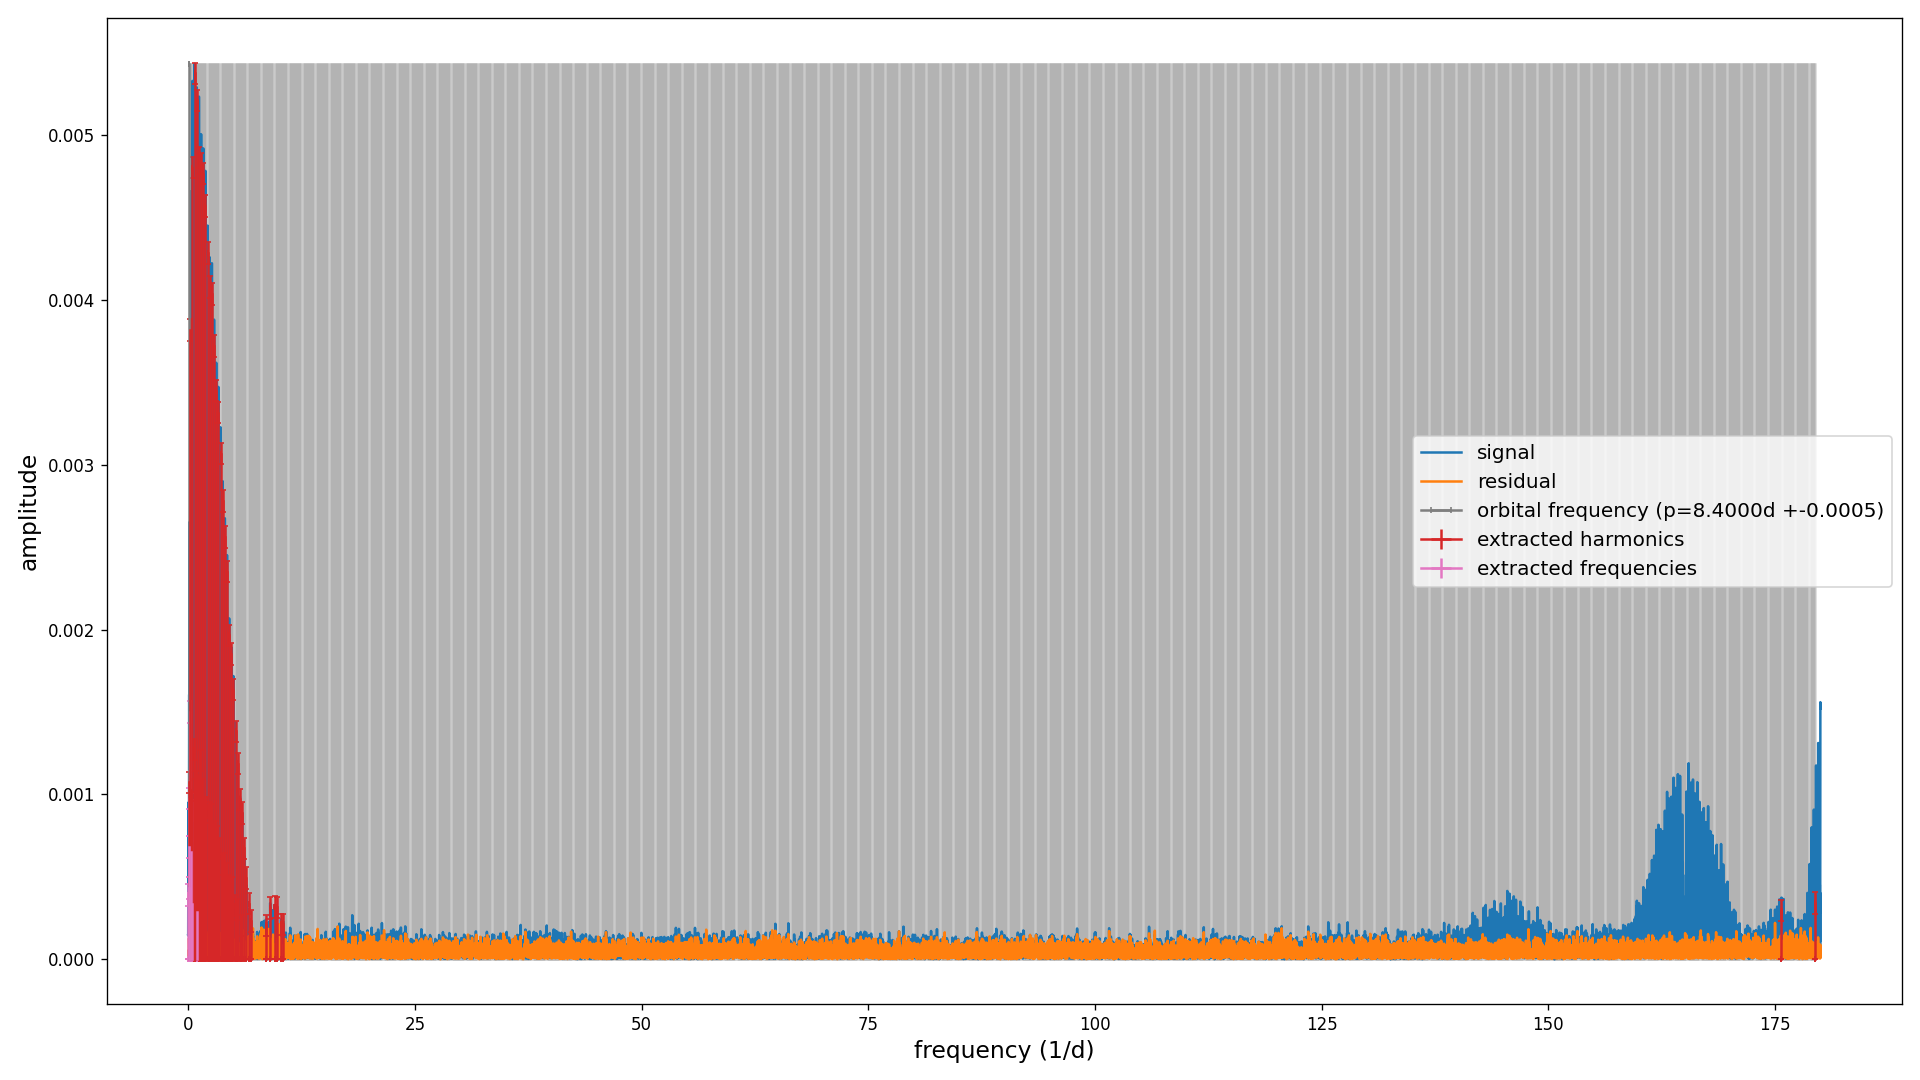 amplitude
0.005
0.004
0.003
0.002
0.001
0.000
0
25
50
75
100
125
150
175
frequency (1/d)
signal
residual
orbital frequency (p=8.4000d +-0.0005)
extracted harmonics
extracted frequencies